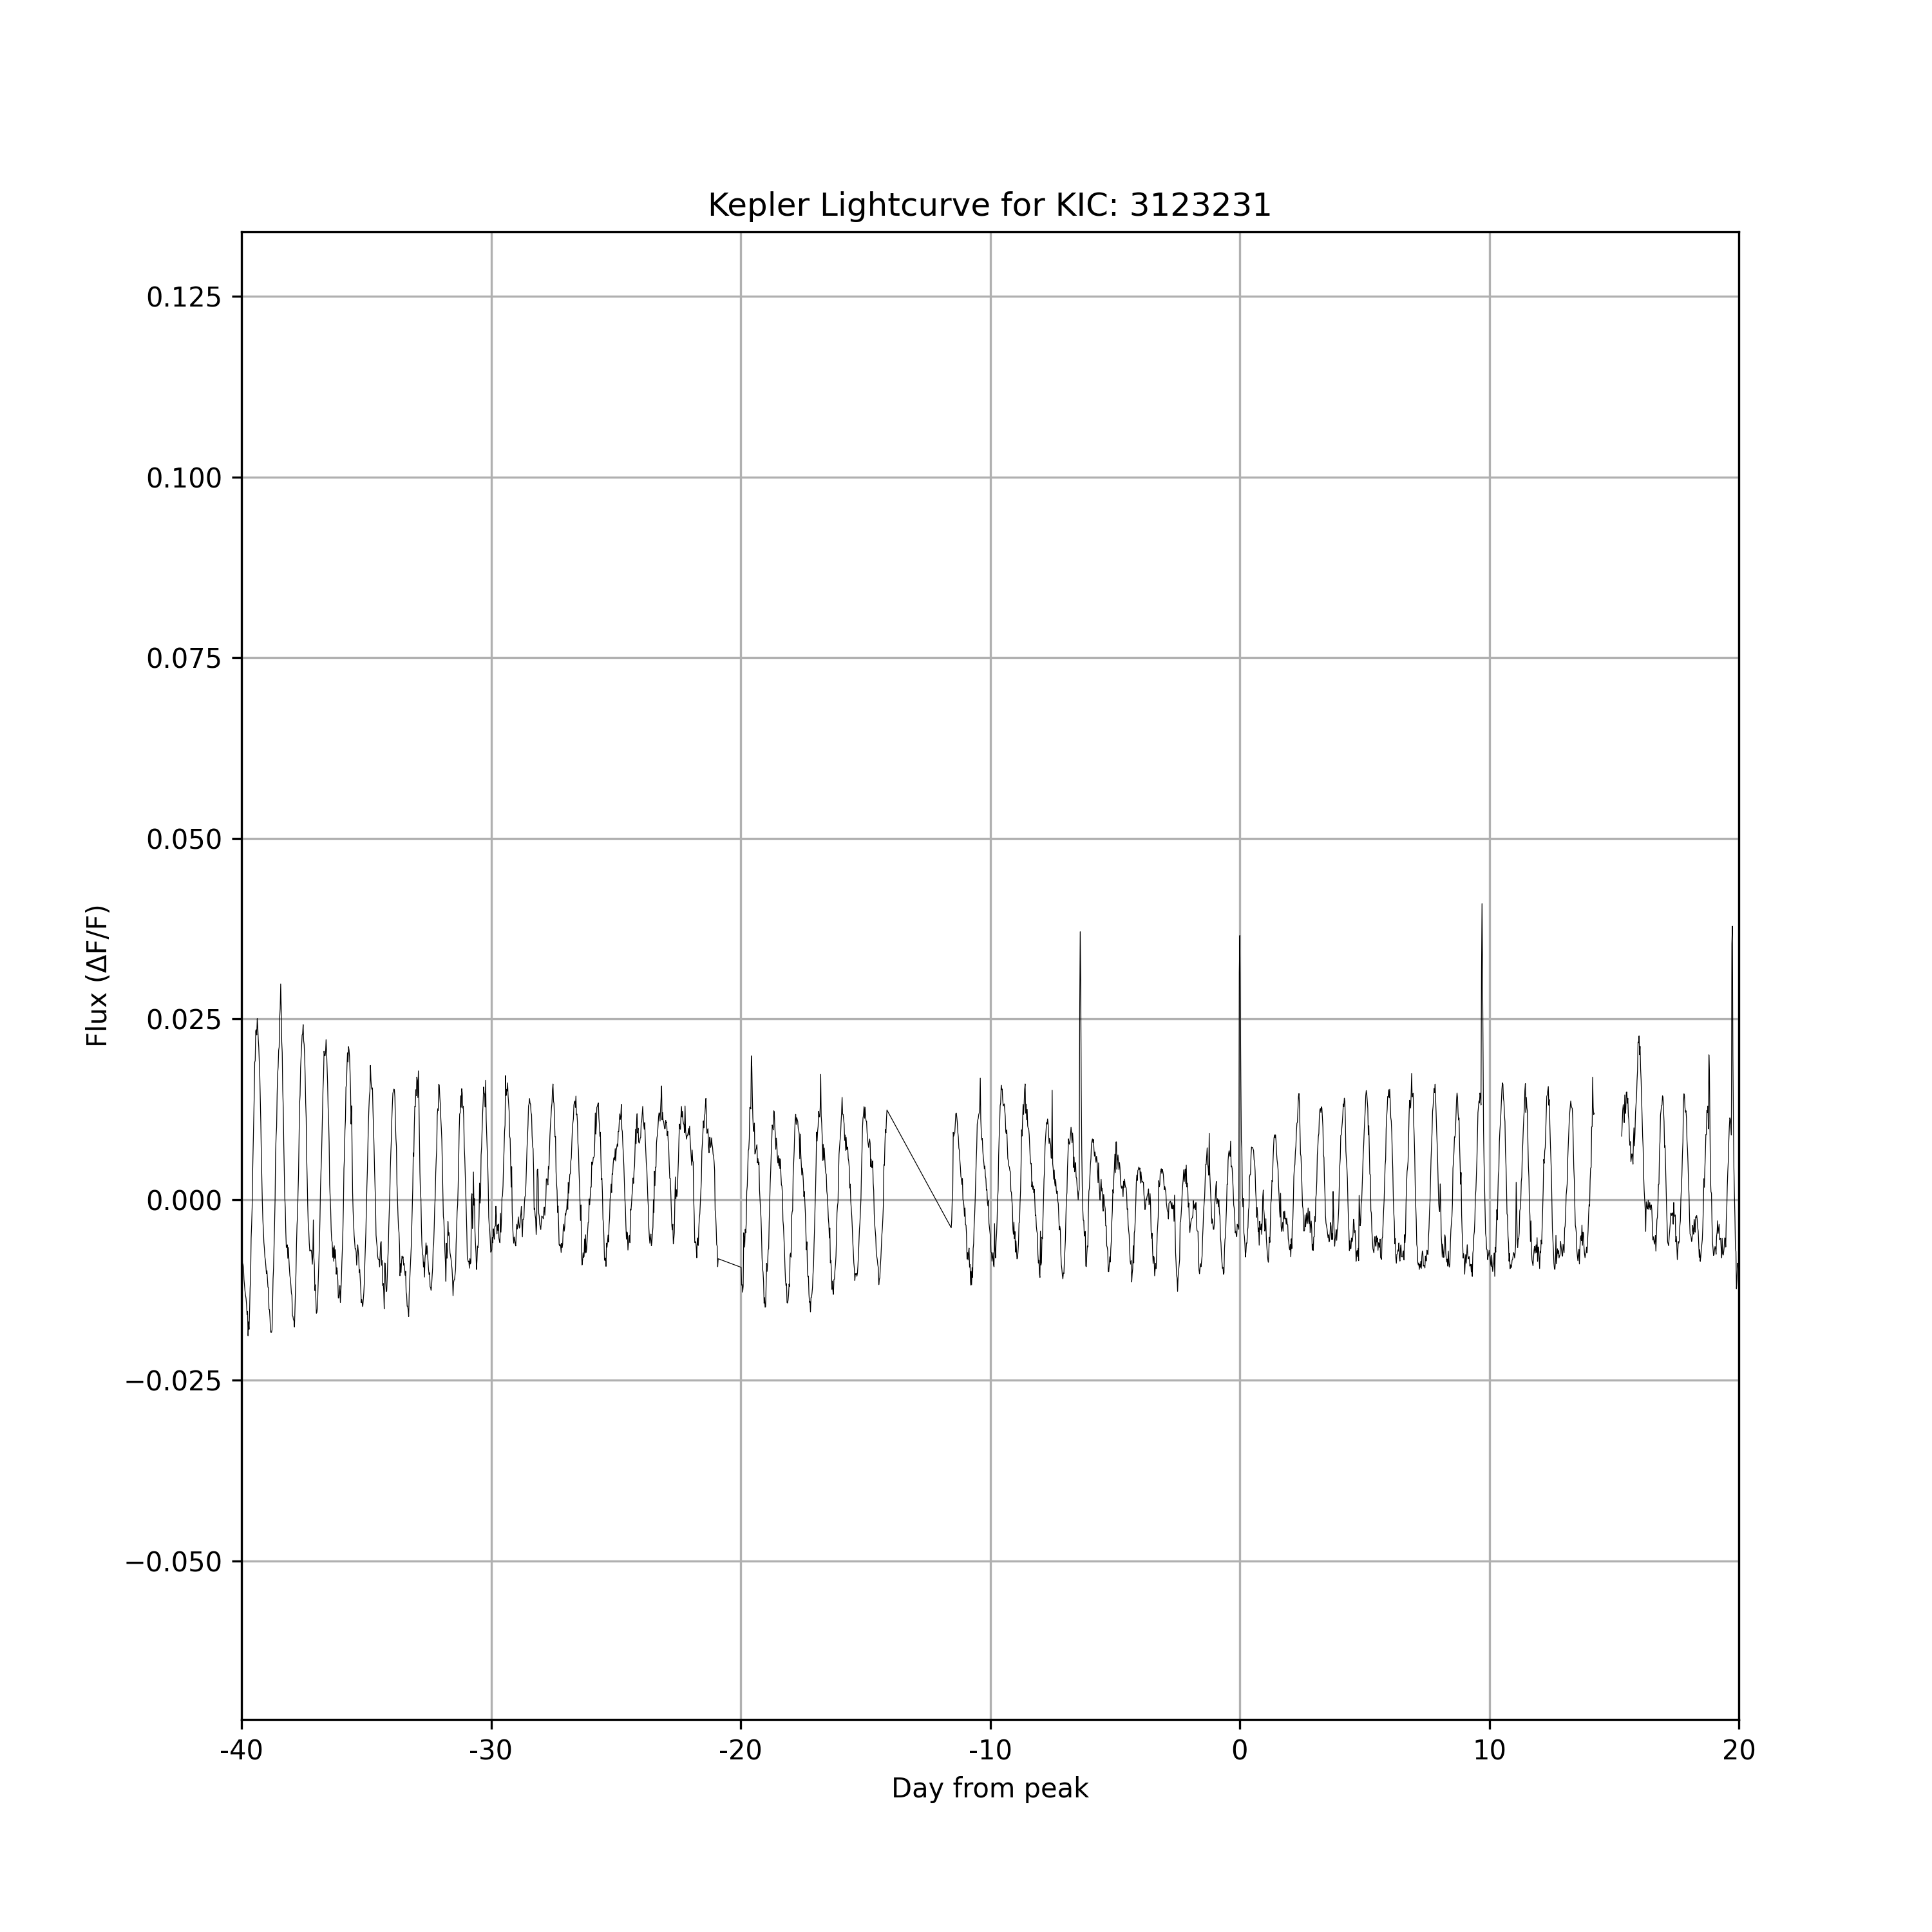 Kepler Lightcurve for KIC: 3123231
0.125
0.100
0.075
0.050
0.025
0.000
−0.025
−0.050
Flux (ΔF/F)
-40 -30 -20 -10 0 10 20
Day from peak